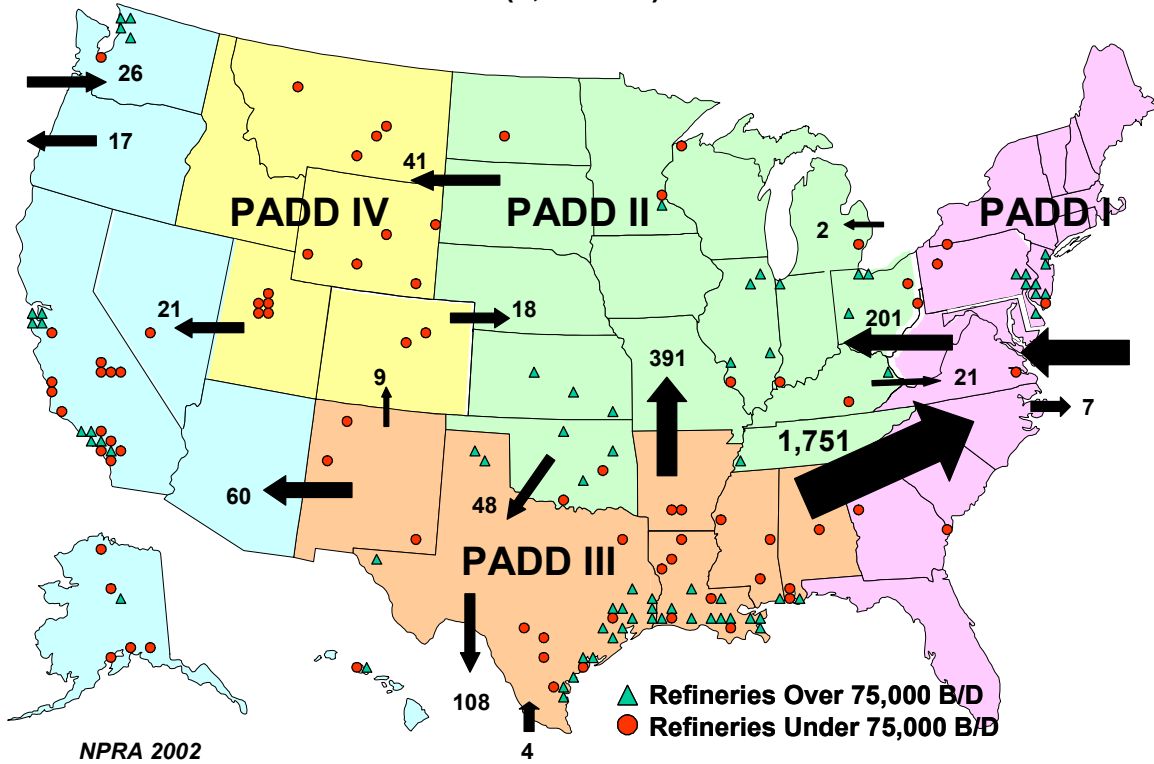 26
17
41
PADD IV
PADD II
PADD I
2
21
18
201
391
9
21
7
1,751
60
48
PADD III
108
Refineries Over 75,000 B/D
Refineries Under 75,000 B/D
NPRA 2002
4